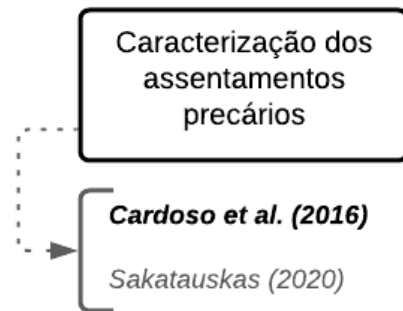 Caracterização dos
assentamentos
precários
Cardoso et al. (2016)
Sakatauskas (2020)